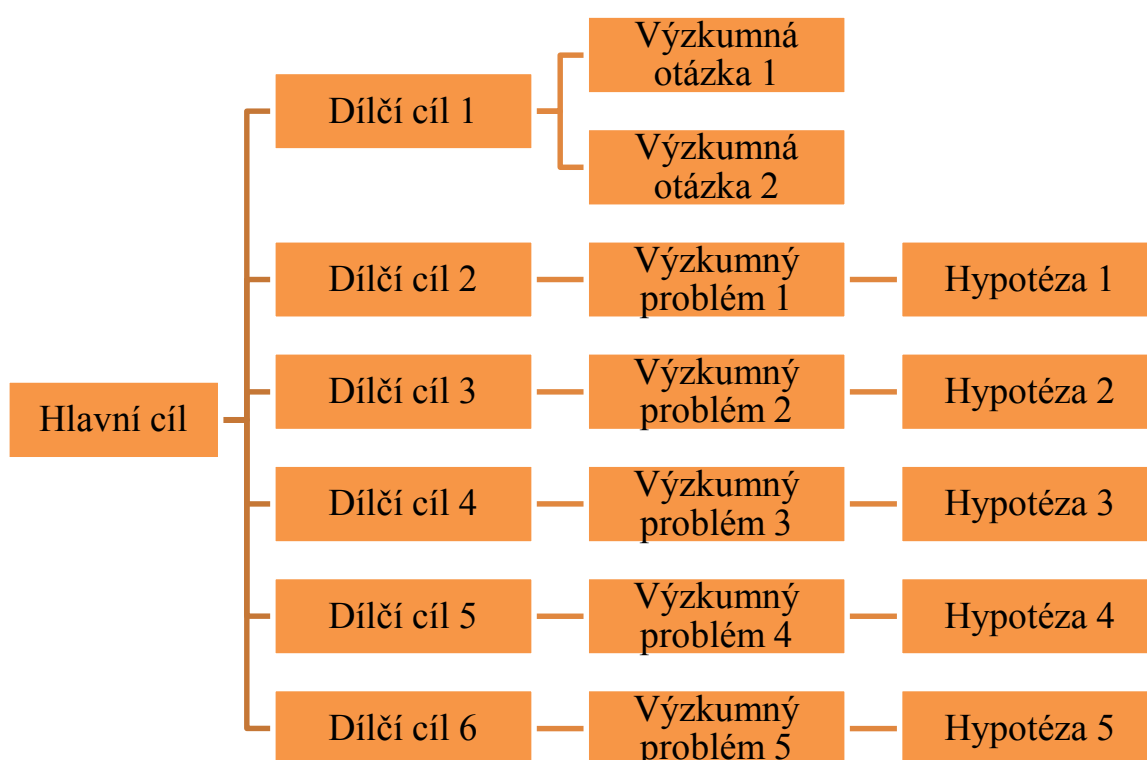 Výzkumná
otázka 1
Dílčí cíl 1
Výzkumná
otázka 2
Dílčí cíl 2
Výzkumný
problém 1
Hypotéza 1
Dílčí cíl 3
Výzkumný
problém 2
Hypotéza 2
Hlavní cíl
Dílčí cíl 4
Výzkumný
problém 3
Hypotéza 3
Dílčí cíl 5
Výzkumný
problém 4
Hypotéza 4
Dílčí cíl 6
Výzkumný
problém 5
Hypotéza 5